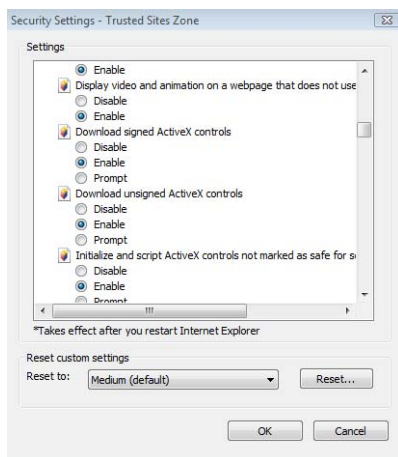 Security Settings - Trusted Sites Zone
Settings
Enable
Display video and animation on a webpage that does not use
Disable
Enable
Download signed ActiveX controls
Disable
Enable
Prompt
Download unsigned ActiveX controls
Disable
Enable
Prompt
Initialize and script ActiveX controls not marked as safe for s
Disable
Enable
Prompt
*Takes effect after you restart Internet Explorer
Reset custom settings
Reset to: Medium (default) Reset...
OK Cancel